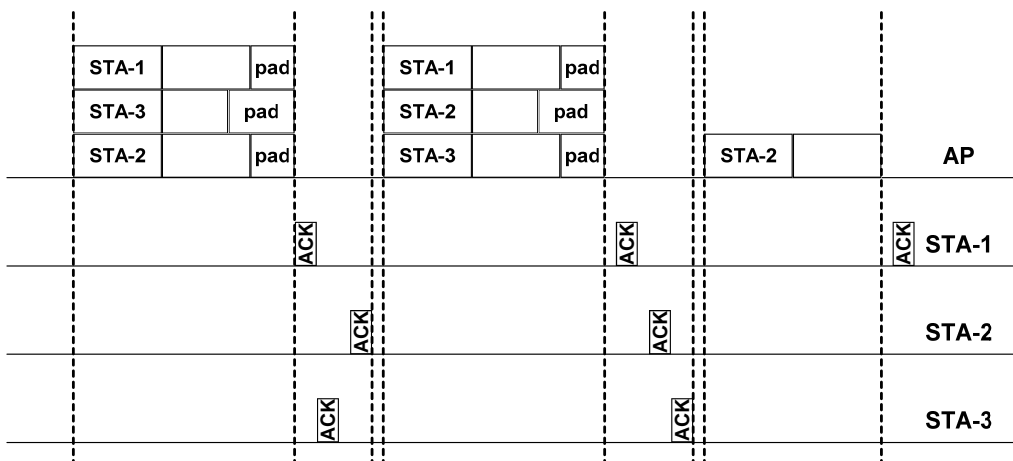 STA-1 pad STA-1 pad
STA-3 pad STA-2 pad
STA-2 pad STA-3 pad STA-2 AP
ACK ACK ACK STA-1
ACK ACK STA-2
ACK ACK STA-3